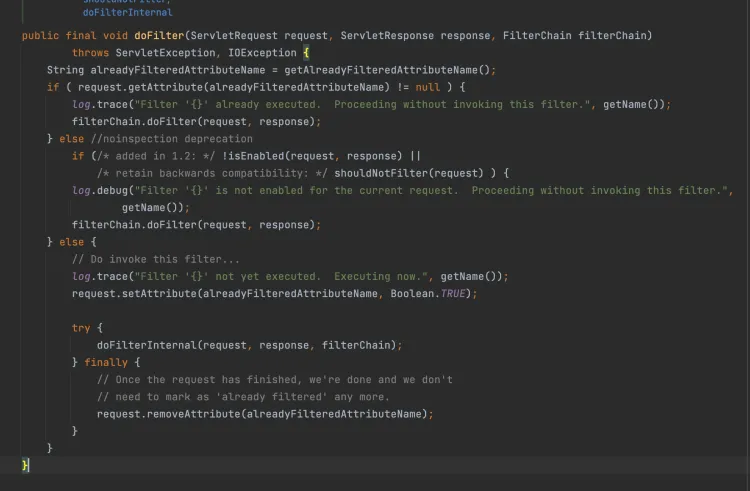 shouldNotFilter,
doFilterInternal
public final void doFilter(ServletRequest request, ServletResponse response, FilterChain filterChain)
        throws ServletException, IOException {
    String alreadyFilteredAttributeName = getAlreadyFilteredAttributeName();
    if ( request.getAttribute(alreadyFilteredAttributeName) != null ) {
        log.trace("Filter '{}' already executed.  Proceeding without invoking this filter.", getName());
        filterChain.doFilter(request, response);
    } else //noinspection deprecation
        if (/* added in 1.2: */ !isEnabled(request, response) ||
            /* retain backwards compatibility: */ shouldNotFilter(request) ) {
        log.debug("Filter '{}' is not enabled for the current request.  Proceeding without invoking this filter.",
                getName());
        filterChain.doFilter(request, response);
    } else {
        // Do invoke this filter...
        log.trace("Filter '{}' not yet executed.  Executing now.", getName());
        request.setAttribute(alreadyFilteredAttributeName, Boolean.TRUE);
        try {
            doFilterInternal(request, response, filterChain);
        } finally {
            // Once the request has finished, we're done and we don't
            // need to mark as 'already filtered' any more.
            request.removeAttribute(alreadyFilteredAttributeName);
        }
    }
}